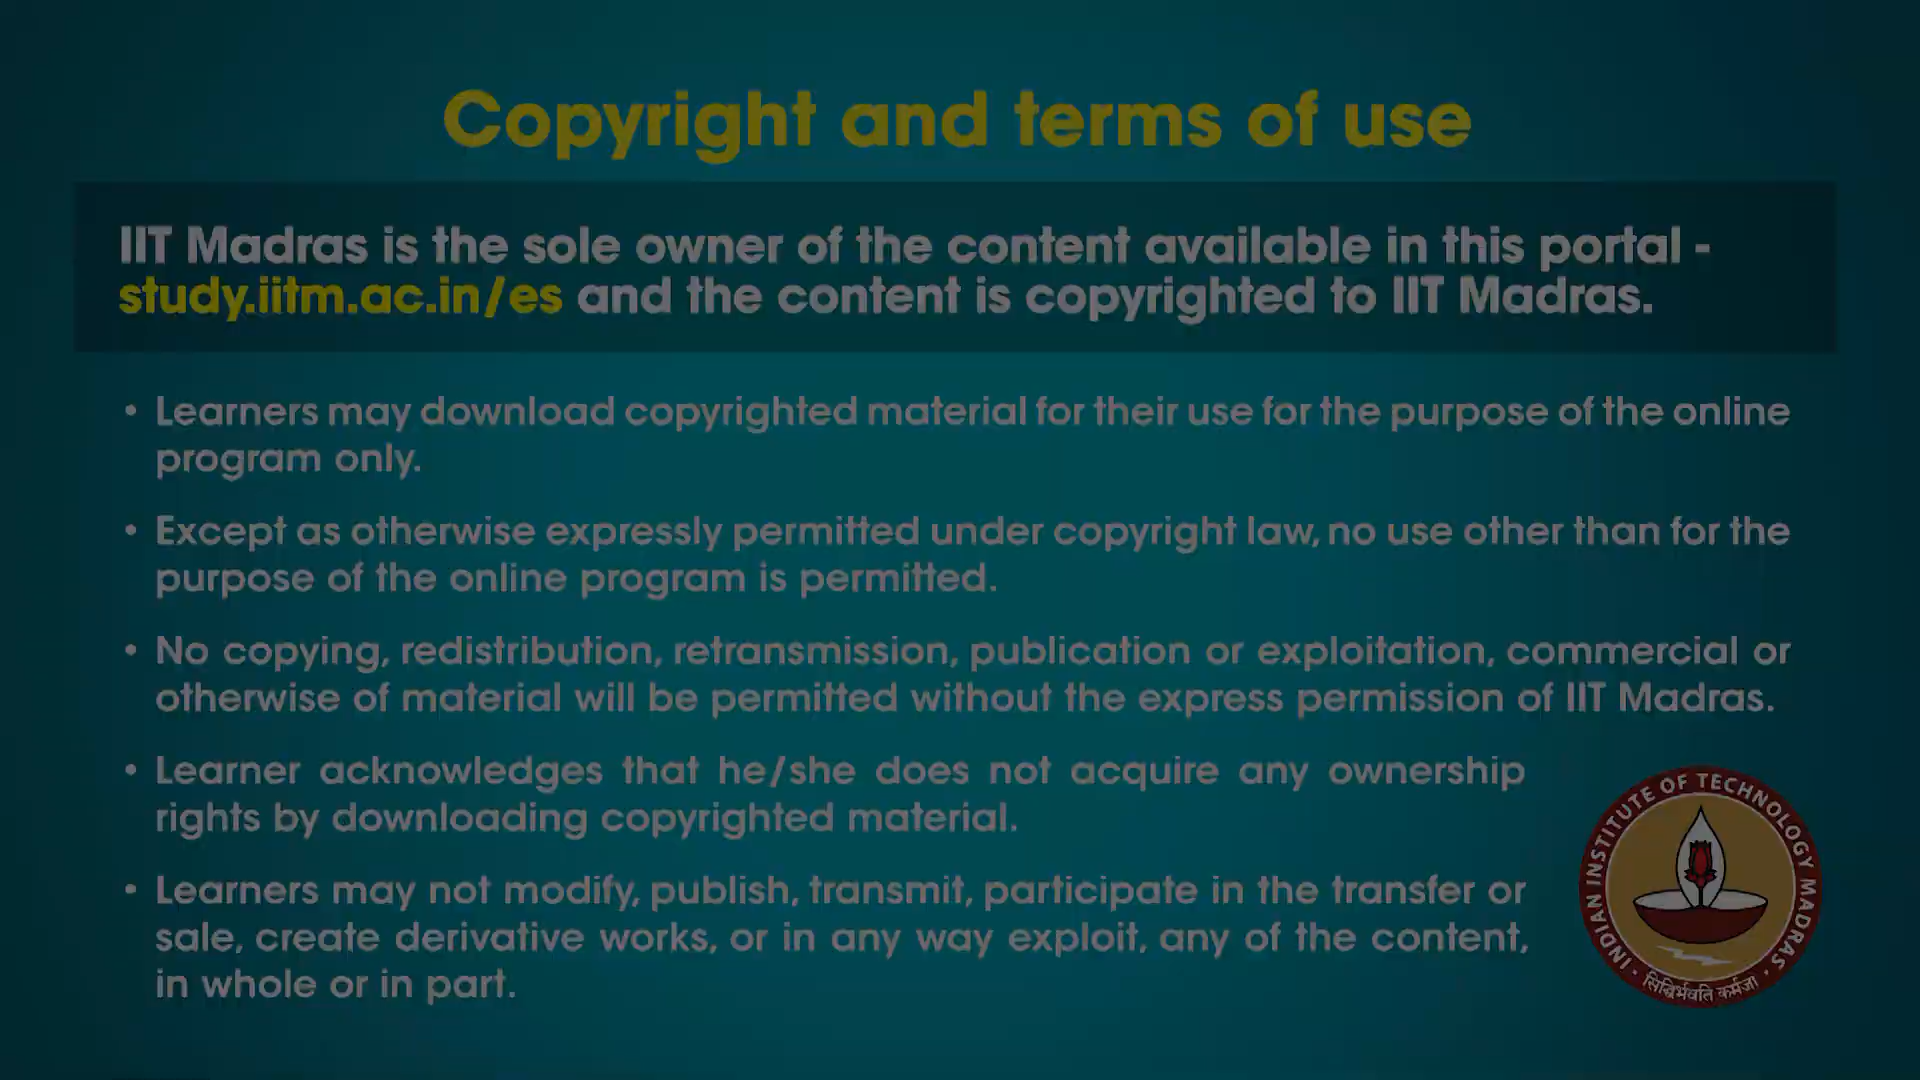 Copyright and terms of use
IIT Madras is the sole owner of the content available in this portal -
study.iitm.ac.in/es and the content is copyrighted to IIT Madras.
• Learners may download copyrighted material for their use for the purpose of the online
program only.
• Except as otherwise expressly permitted under copyright law, no use other than for the
purpose of the online program is permitted.
• No copying, redistribution, retransmission, publication or exploitation, commercial or
otherwise of material will be permitted without the express permission of IIT Madras.
• Learner acknowledges that he/she does not acquire any ownership
rights by downloading copyrighted material.
• Learners may not modify, publish, transmit, participate in the transfer or
sale, create derivative works, or in any way exploit, any of the content,
in whole or in part.
INDIAN INSTITUTE OF TECHNOLOGY MADRAS
सिद्धिर्भवति कर्मजा